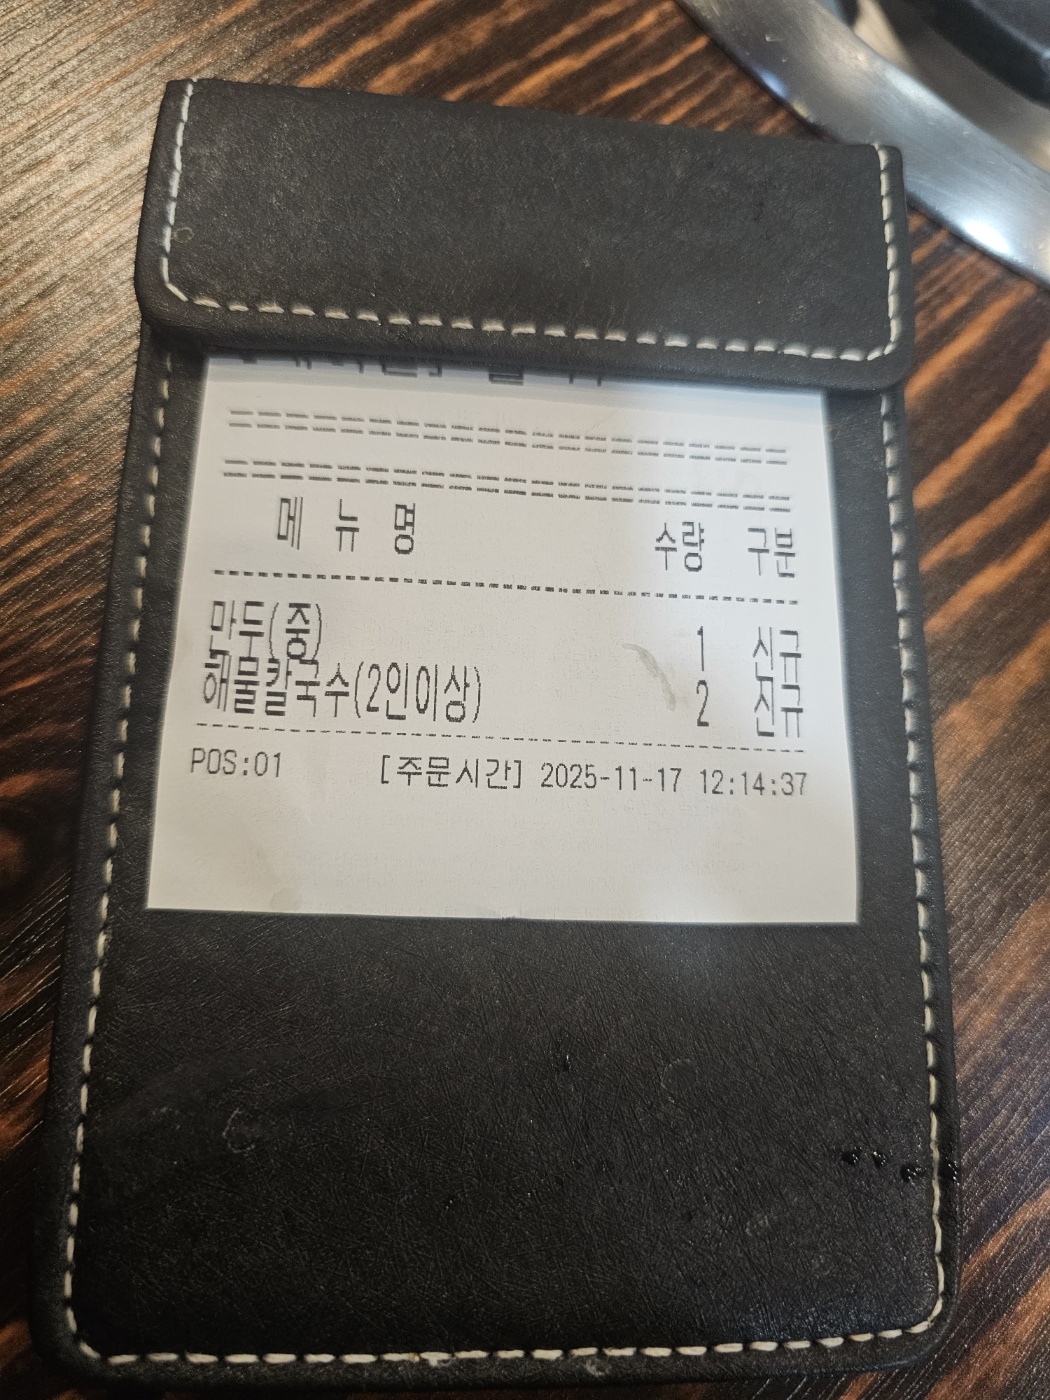 메 뉴 명 수량 구분
만두(중) 1 신규
해물칼국수(2인이상) 2 신규
POS:01 [주문시간] 2025-11-17 12:14:37